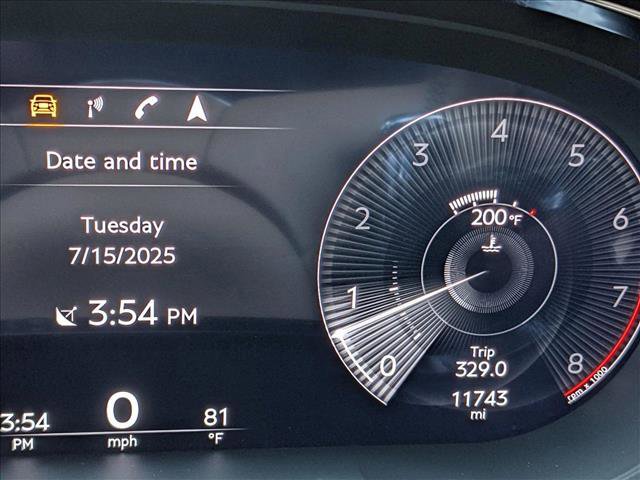 Date and time
Tuesday
7/15/2025
3:54 PM
3:54
PM
0
mph
81
°F
0
1
2
3
4
5
6
7
8
200 °F
Trip
329.0
11743
mi
rpm x 1000